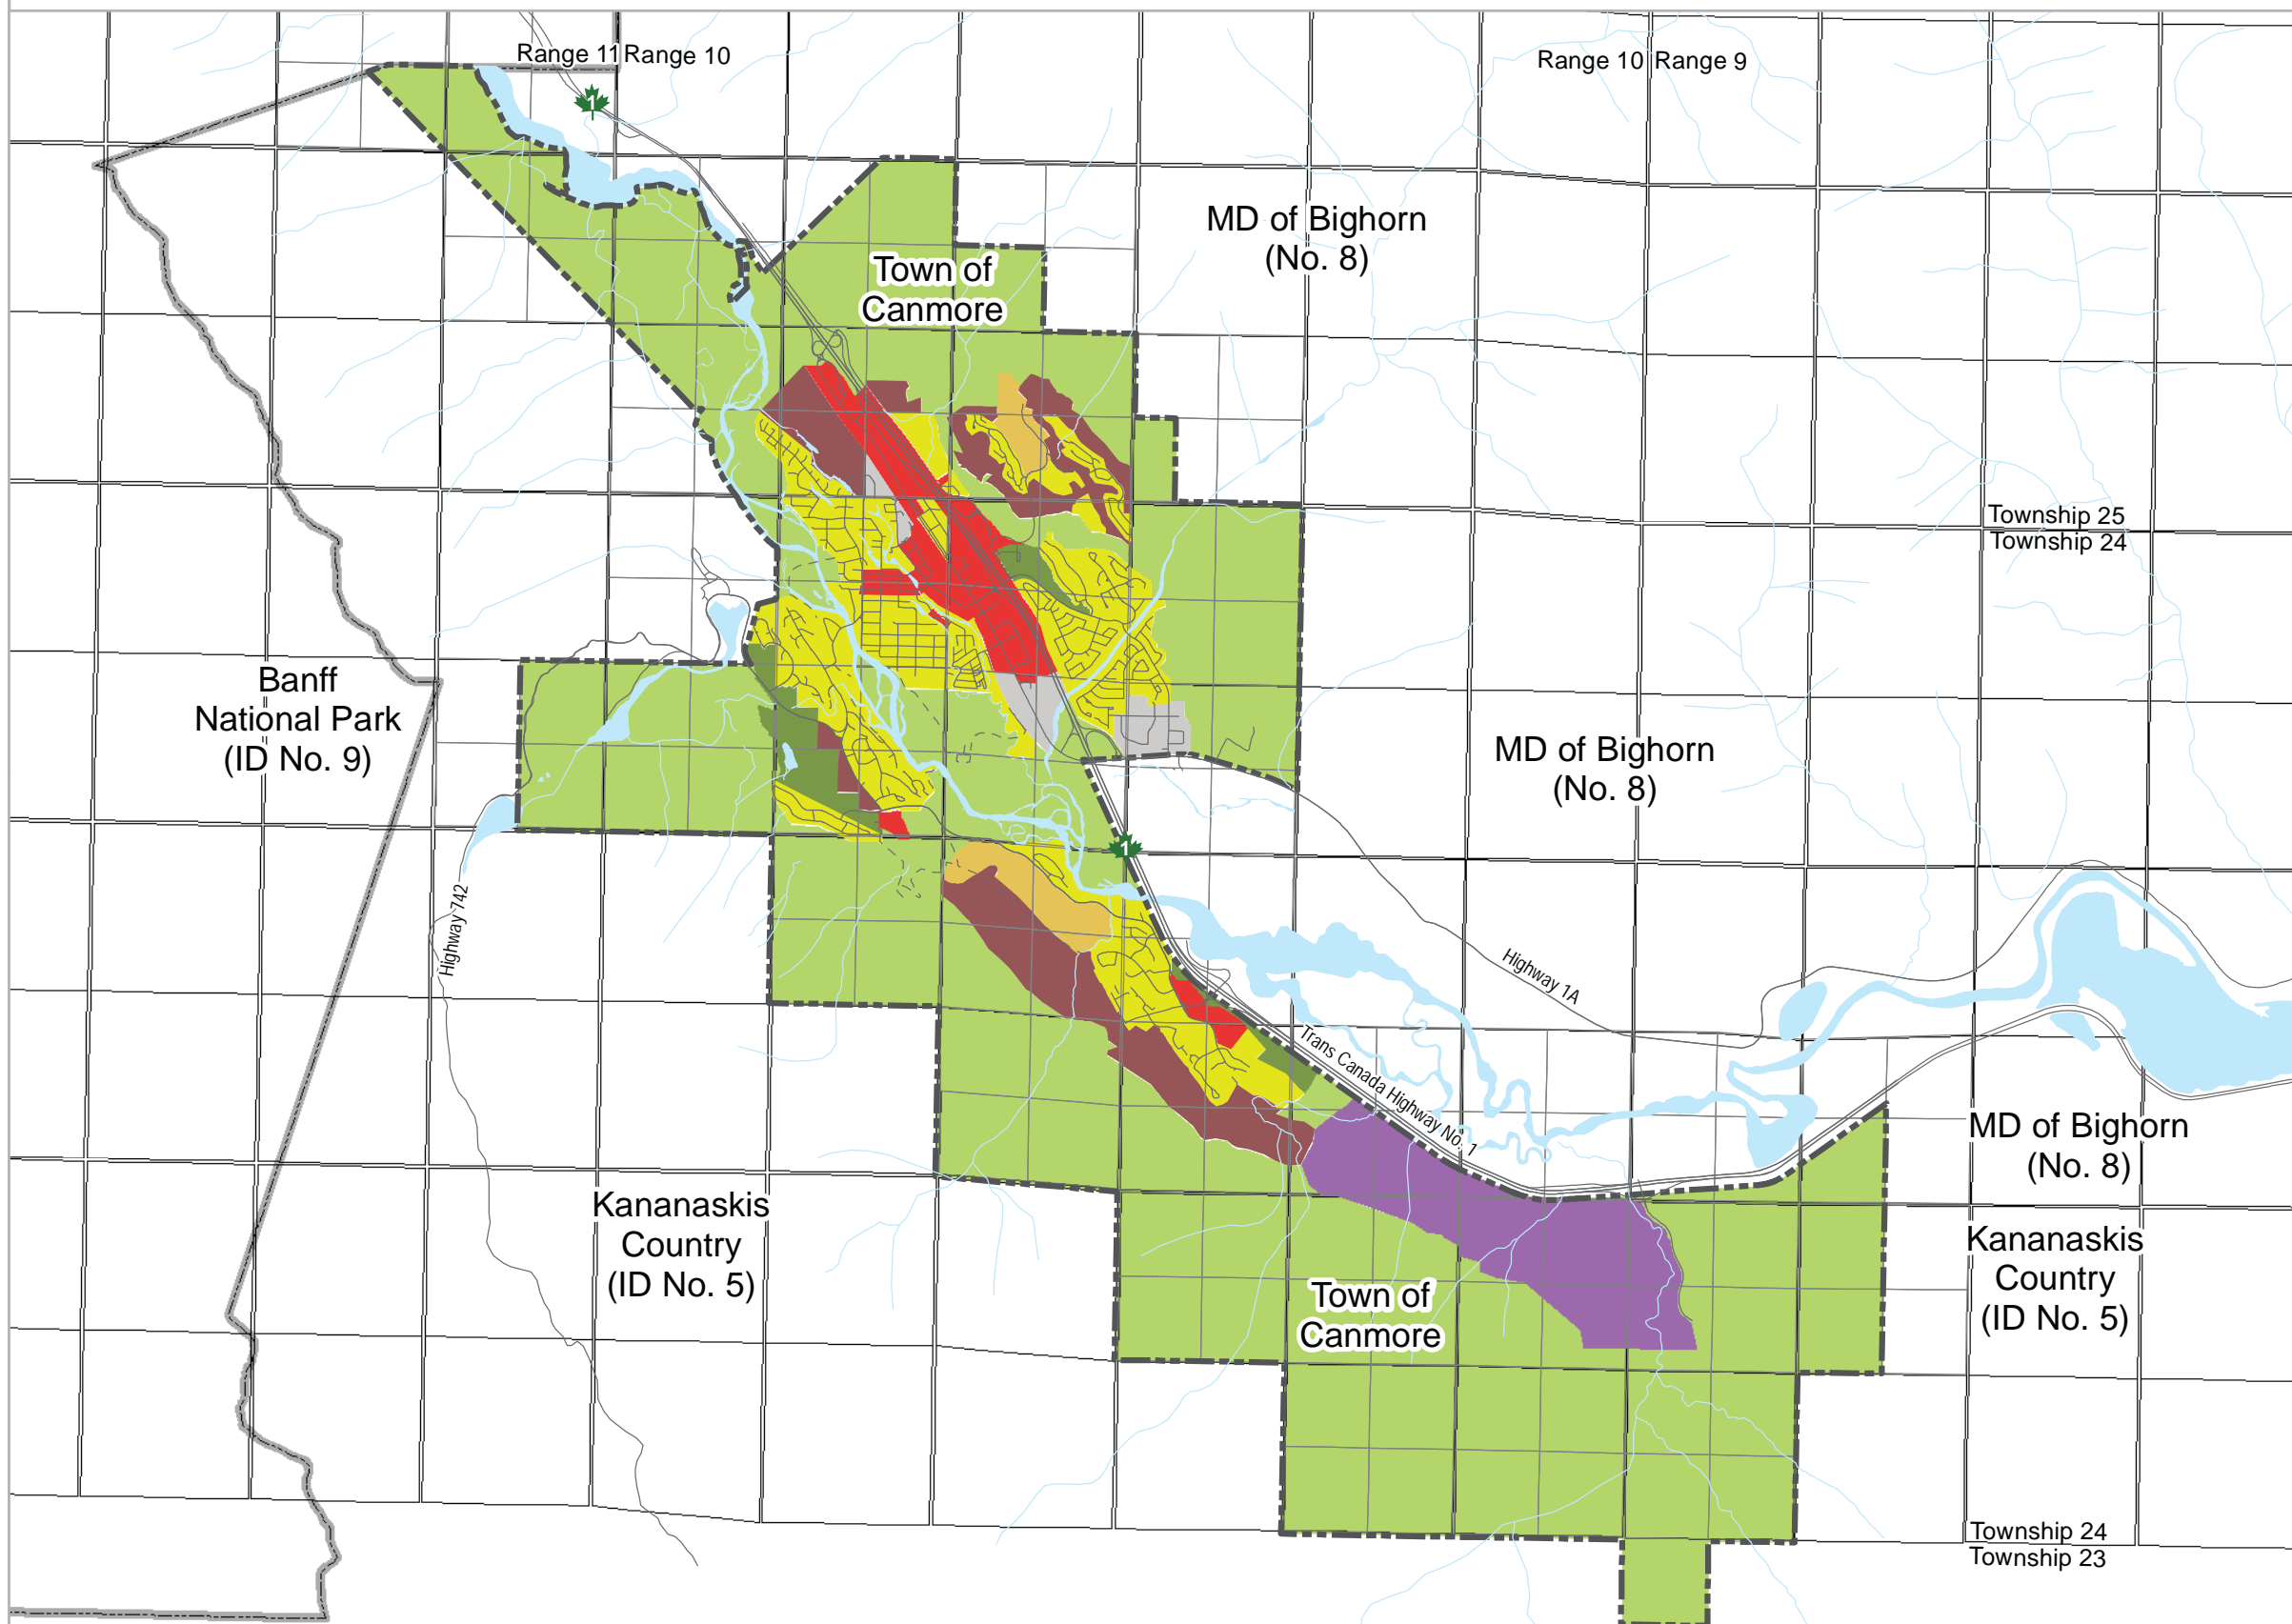 Range 11 Range 10
Range 10 Range 9
1
MD of Bighorn
(No. 8)
Town of
Canmore
Township 25
Township 24
Banff
National Park
(ID No. 9)
MD of Bighorn
(No. 8)
1
Highway 742
Highway 1A
Trans Canada Highway No. 1
MD of Bighorn
(No. 8)
Kananaskis
Country
(ID No. 5)
Kananaskis
Country
(ID No. 5)
Town of
Canmore
Township 24
Township 23